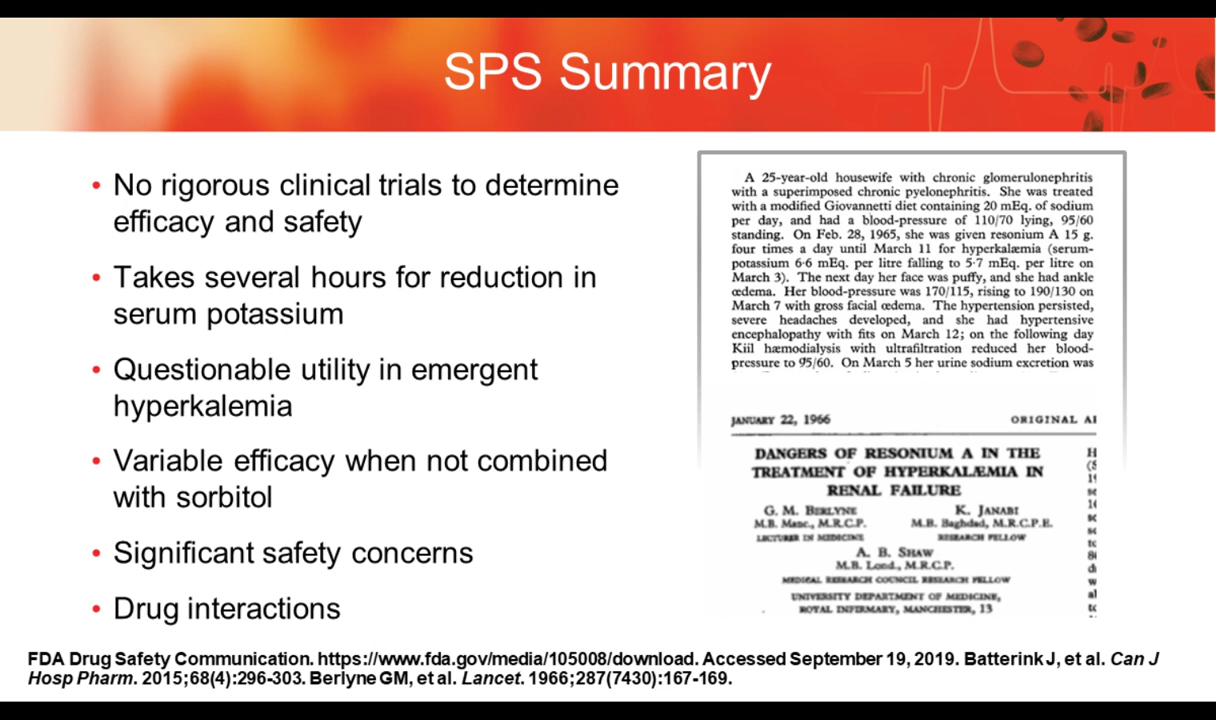 SPS Summary
• No rigorous clinical trials to determine
efficacy and safety
• Takes several hours for reduction in
serum potassium
• Questionable utility in emergent
hyperkalemia
• Variable efficacy when not combined
with sorbitol
• Significant safety concerns
• Drug interactions
A 25-year-old housewife with chronic glomerulonephritis
with a superimposed chronic pyelonephritis. She was treated
with a modified Giovannetti diet containing 20 mEq. of sodium
per day, and had a blood-pressure of 110/70 lying, 95/60
standing. On Feb. 28, 1965, she was given resonium A 15 g.
four times a day until March 11 for hyperkalæmia (serum-
potassium 6·6 mEq. per litre falling to 5·7 mEq. per litre on
March 3). The next day her face was puffy, and she had ankle
œdema. Her blood-pressure was 170/115, rising to 190/130 on
March 7 with gross facial œdema. The hypertension persisted,
severe headaches developed, and she had hypertensive
encephalopathy with fits on March 12; on the following day
Kiil hæmodialysis with ultrafiltration reduced her blood-
pressure to 95/60. On March 5 her urine sodium excretion was
JANUARY 22, 1966 ORIGINAL
DANGERS OF RESONIUM A IN THE
TREATMENT OF HYPERKALÆMIA IN
RENAL FAILURE
G. M. BERLYNE K. JANABI
M.B. Manc., M.R.C.P. M.B. Baghdad, M.R.C.P.E.
LECTURER IN MEDICINE RESEARCH FELLOW
A. B. SHAW
M.B. Lond., M.R.C.P.
MEDICAL RESEARCH COUNCIL RESEARCH FELLOW
UNIVERSITY DEPARTMENT OF MEDICINE,
ROYAL INFIRMARY, MANCHESTER, 13
FDA Drug Safety Communication. https://www.fda.gov/media/105008/download. Accessed September 19, 2019. Batterink J, et al. Can J
Hosp Pharm. 2015;68(4):296-303. Berlyne GM, et al. Lancet. 1966;287(7430):167-169.